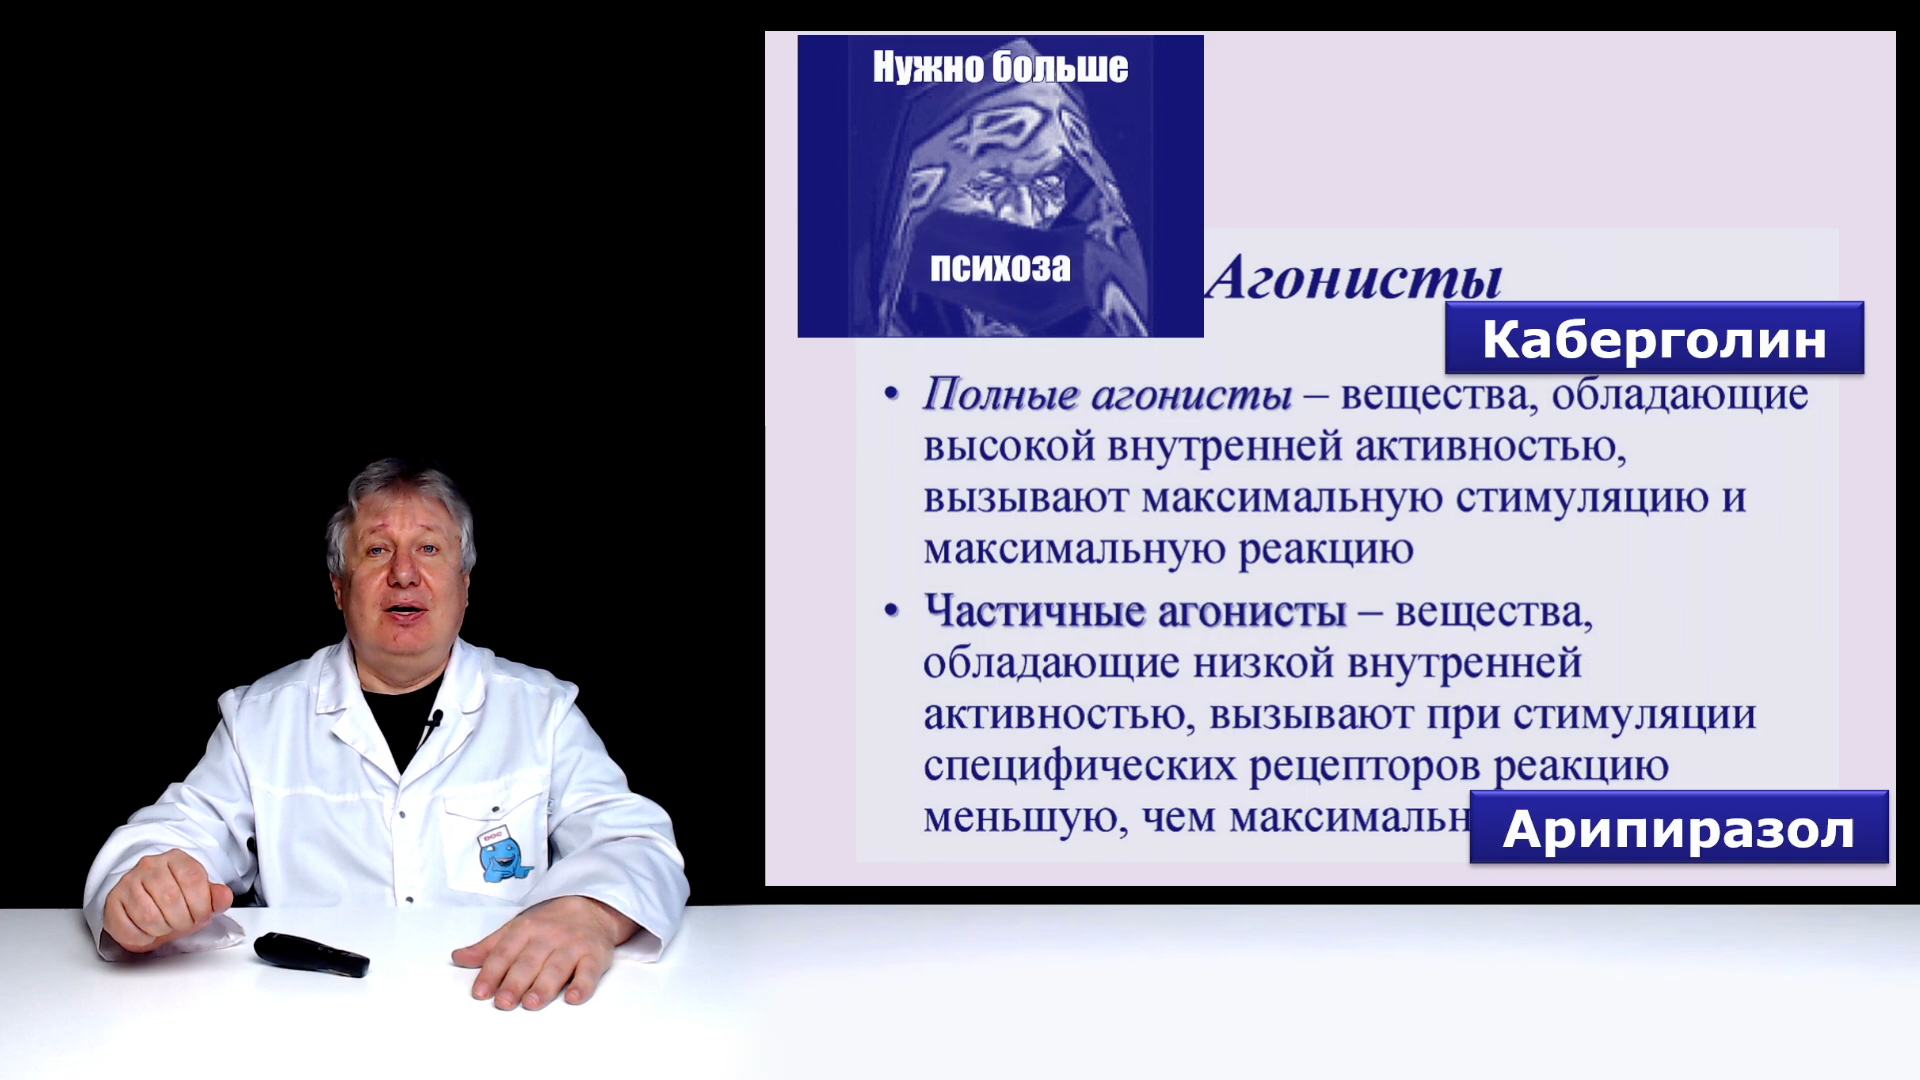 Нужно больше
психоза
Агонисты
Каберголин
• Полные агонисты – вещества, обладающие
высокой внутренней активностью,
вызывают максимальную стимуляцию и
максимальную реакцию
• Частичные агонисты – вещества,
обладающие низкой внутренней
активностью, вызывают при стимуляции
специфических рецепторов реакцию
меньшую, чем максимальн
Арипиразол